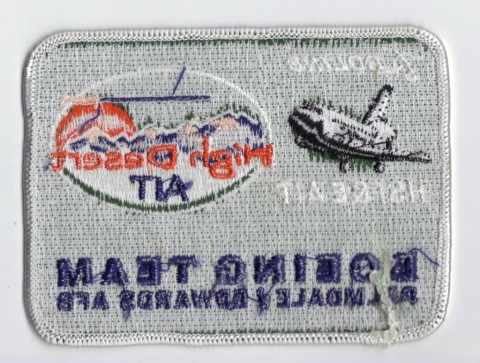 High Desert
AIT
BOEING TEAM
PALMDALE/EDWARDS AFB